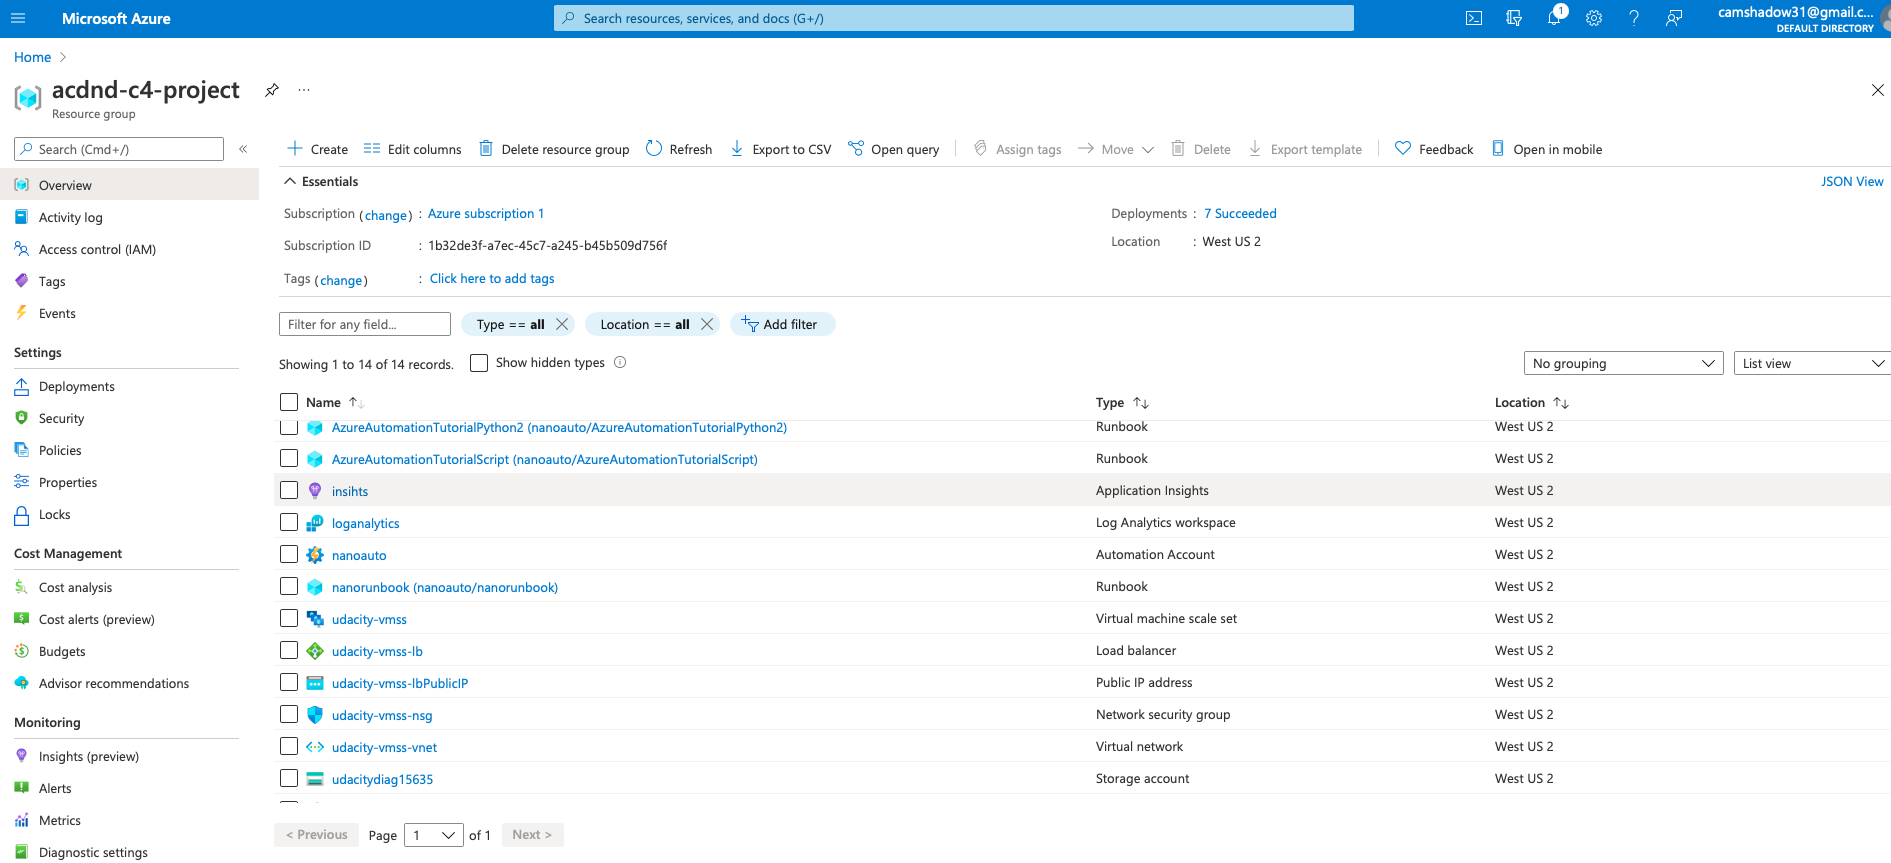 Microsoft Azure
Search resources, services, and docs (G+/)
1
camshadow31@gmail.c...
DEFAULT DIRECTORY
Home
acdnd-c4-project
...
Resource group
Search (Cmd+/)
«
Create
Edit columns
Delete resource group
Refresh
Export to CSV
Open query
Assign tags
Move
Delete
Export template
Feedback
Open in mobile
Overview
Activity log
Access control (IAM)
Tags
Events
Settings
Deployments
Security
Policies
Properties
Locks
Cost Management
Cost analysis
Cost alerts (preview)
Budgets
Advisor recommendations
Monitoring
Insights (preview)
Alerts
Metrics
Diagnostic settings
Essentials
JSON View
Subscription (change) : Azure subscription 1
Deployments : 7 Succeeded
Subscription ID : 1b32de3f-a7ec-45c7-a245-b45b509d756f
Location : West US 2
Tags (change) : Click here to add tags
Filter for any field...
Type == all
Location == all
Add filter
Showing 1 to 14 of 14 records.
Show hidden types
No grouping
List view
Name Type Location
AzureAutomationTutorialPython2 (nanoauto/AzureAutomationTutorialPython2) Runbook West US 2
AzureAutomationTutorialScript (nanoauto/AzureAutomationTutorialScript) Runbook West US 2
insihts Application Insights West US 2
loganalytics Log Analytics workspace West US 2
nanoauto Automation Account West US 2
nanorunbook (nanoauto/nanorunbook) Runbook West US 2
udacity-vmss Virtual machine scale set West US 2
udacity-vmss-lb Load balancer West US 2
udacity-vmss-lbPublicIP Public IP address West US 2
udacity-vmss-nsg Network security group West US 2
udacity-vmss-vnet Virtual network West US 2
udacitydiag15635 Storage account West US 2
< Previous Page 1 of 1 Next >